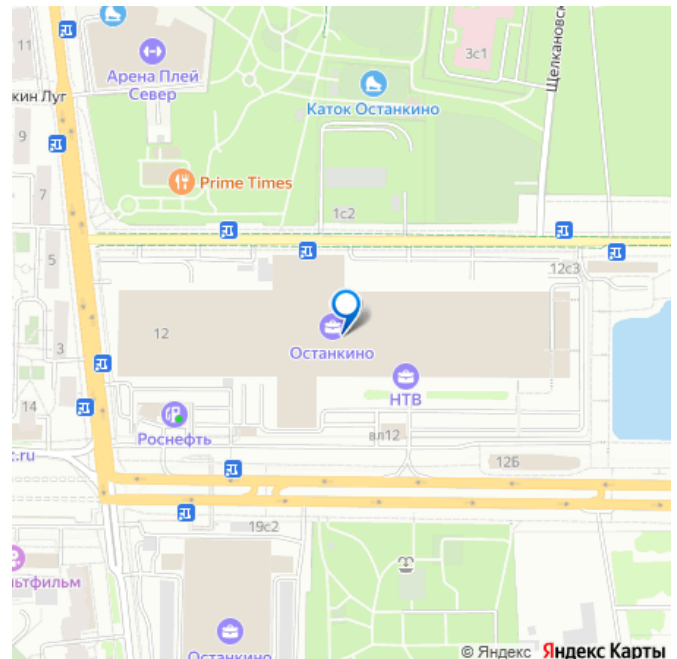 11
Арена Плей
Север
3с1
Щелкановск
кин Луг
Каток Останкино
9
Prime Times
7
1с2
5
12с3
12
Останкино
3
НТВ
14
Роснефть
вл12
c.ru
12Б
19с2
льтфильм
Останкино
© Яндекс Яндекс Карты